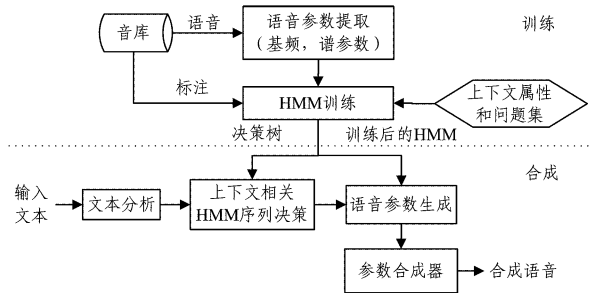 音库
语音
语音参数提取
（基频，谱参数）
训练
标注
HMM训练
上下文属性
和问题集
决策树
训练后的HMM
合成
输入
文本
文本分析
上下文相关
HMM序列决策
语音参数生成
参数合成器
合成语音